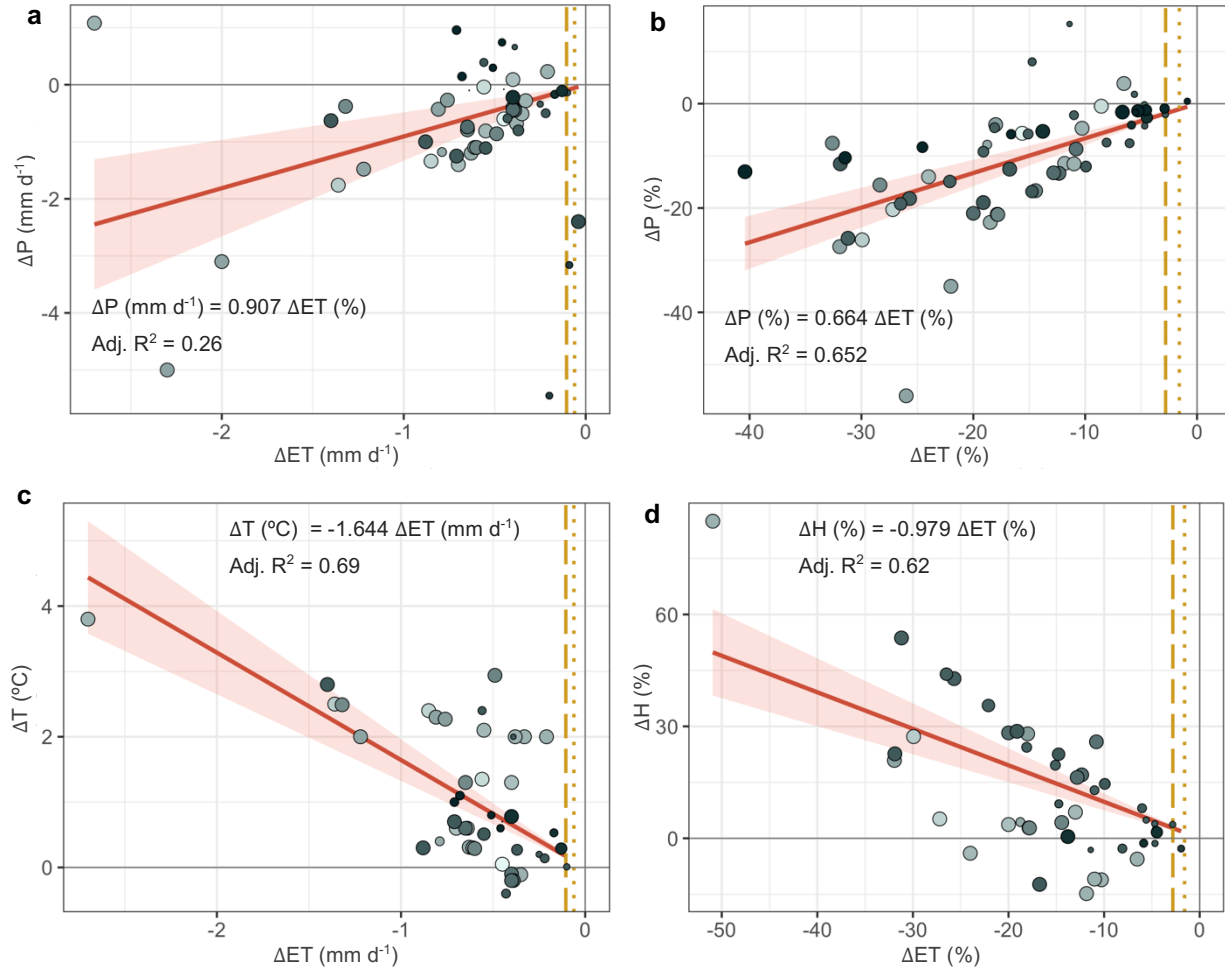 a
0
-2
-4
ΔP (mm d-1)
ΔP (mm d-1) = 0.907 ΔET (%)
Adj. R2 = 0.26
-2
-1
0
ΔET (mm d-1)
b
0
-20
-40
ΔP (%)
ΔP (%) = 0.664 ΔET (%)
Adj. R2 = 0.652
-40
-30
-20
-10
0
ΔET (%)
c
4
2
0
ΔT (ºC)
ΔT (ºC) = -1.644 ΔET (mm d-1)
Adj. R2 = 0.69
-2
-1
0
ΔET (mm d-1)
d
60
30
0
ΔH (%)
ΔH (%) = -0.979 ΔET (%)
Adj. R2 = 0.62
-50
-40
-30
-20
-10
0
ΔET (%)